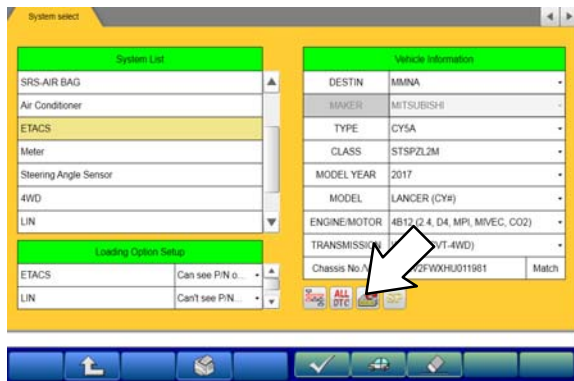 System select
System List
SRS-AIR BAG
Air Conditioner
ETACS
Meter
Steering Angle Sensor
4WD
LIN
Loading Option Setup
ETACS Can see P/N o...
LIN Can't see P/N...
Vehicle Information
DESTIN MMNA
MAKER MITSUBISHI
TYPE CY5A
CLASS STSPZL2M
MODEL YEAR 2017
MODEL LANCER (CY#)
ENGINE/MOTOR 4B12 (2.4, D4, MPI, MIVEC, CO2)
TRANSMISSION VT-4WD)
Chassis No./ 2FWXHU011981 Match
ALL
DTC